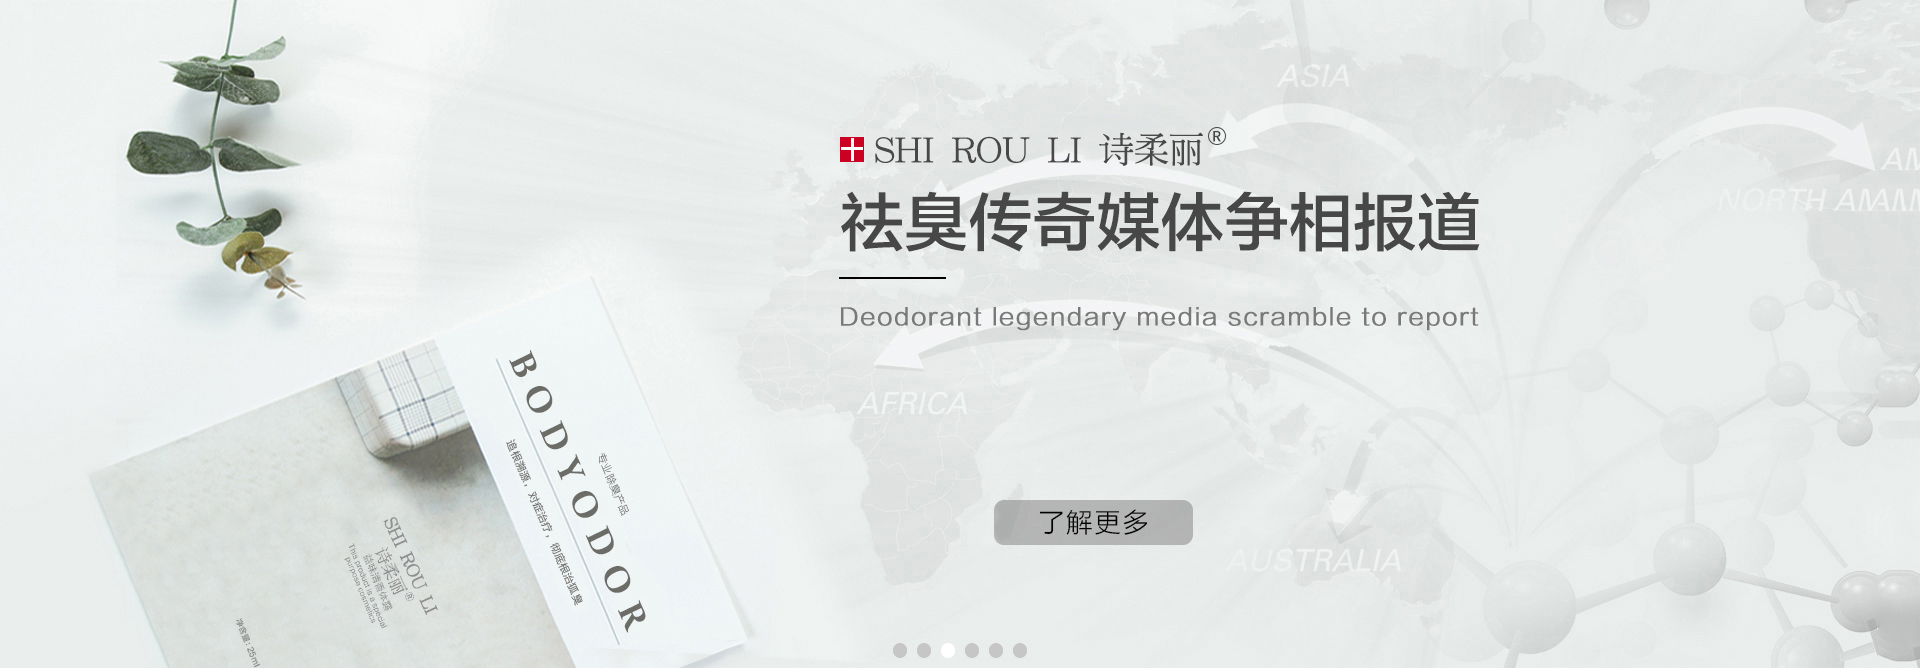 SHI ROU LI 诗柔丽®
祛臭传奇媒体争相报道
Deodorant legendary media scramble to report
了解更多
ASIA
NORTH AM
AFRICA
AUSTRALIA
BODYODOR
专业除臭产品
追根溯源，对症治疗，彻底根治狐臭
SHI ROU LI
诗柔丽®
This product is a special
purpose cosmetics
净含量：25ml